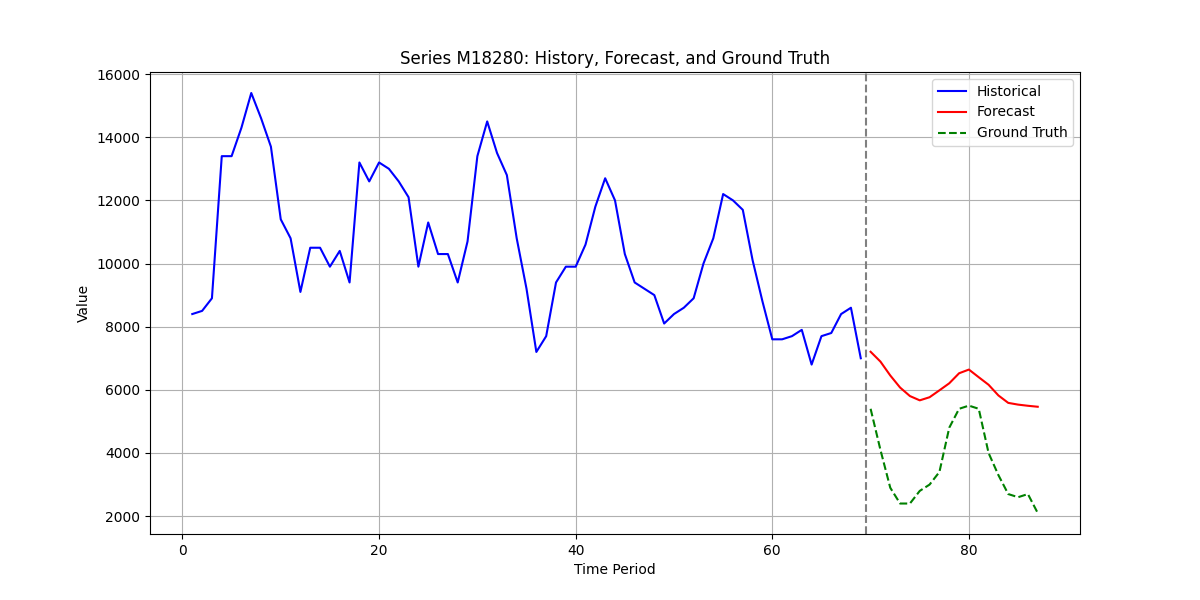 Series M18280: History, Forecast, and Ground Truth
16000
14000
12000
10000
8000
6000
4000
2000
Value
0
20
40
60
80
Time Period
Historical
Forecast
Ground Truth